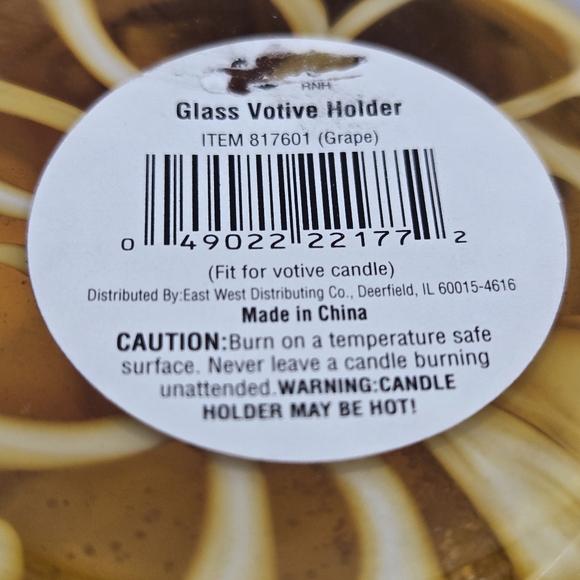 RNH
Glass Votive Holder
ITEM 817601 (Grape)
0 49022 22177 2
(Fit for votive candle)
Distributed By:East West Distributing Co., Deerfield, IL 60015-4616
Made in China
CAUTION:Burn on a temperature safe
surface. Never leave a candle burning
unattended.WARNING:CANDLE
HOLDER MAY BE HOT!